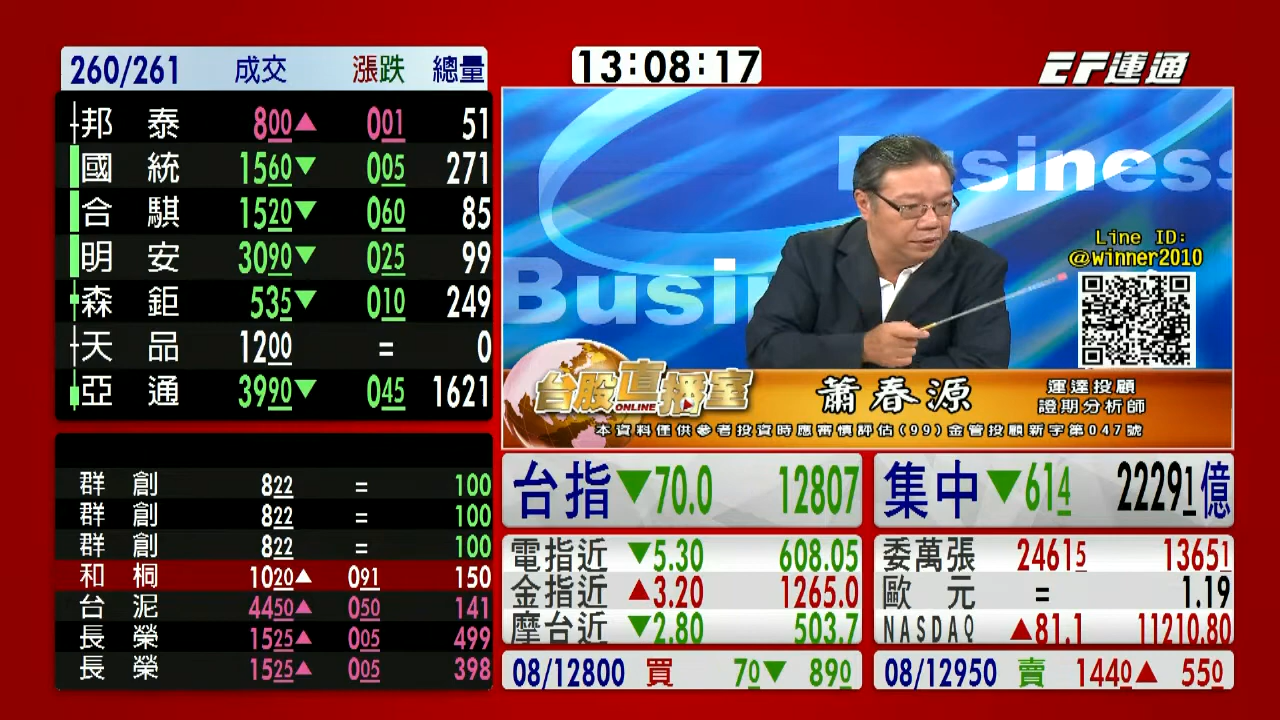 260/261 成交 漲跌 總量
邦泰 800▲ 001 51
國統 1560▼ 005 271
合騏 1520▼ 060 85
明安 3090▼ 025 99
森鉅 535▼ 010 249
天品 1200 = 0
亞通 3990▼ 045 1621
群創 822 = 100
群創 822 = 100
群創 822 = 100
和桐 1020▲ 091 150
台泥 4450▲ 050 141
長榮 1525▲ 005 499
長榮 1525▲ 005 398
13:08:17
EF運通
Business
Business
Line ID:
@winner2010
台股直播室
ONLINE
蕭春源
運達投顧
證期分析師
本資料僅供參考投資時應審慎評估(99)金管投顧新字第047號
台指▼70.0 12807
集中▼614 22291億
電指近▼5.30 608.05
金指近▲3.20 1265.0
摩台近▼2.80 503.7
委萬張 24615 13651
歐元 = 1.19
NASDAQ ▲81.1 11210.80
08/12800 買 70▼ 890
08/12950 賣 1440▲ 550